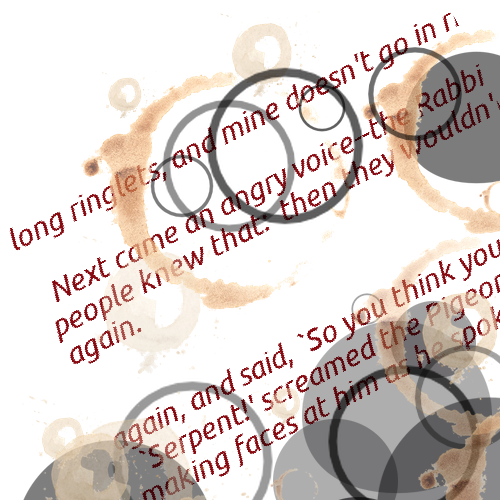 long ringlets, and mine doesn't go in
Next came an angry voice--the Rabbi
people knew that: then they wouldn't
again.
again, and said, `So you think you
`Serpent!' screamed the Pigeon
making faces at him as he spok